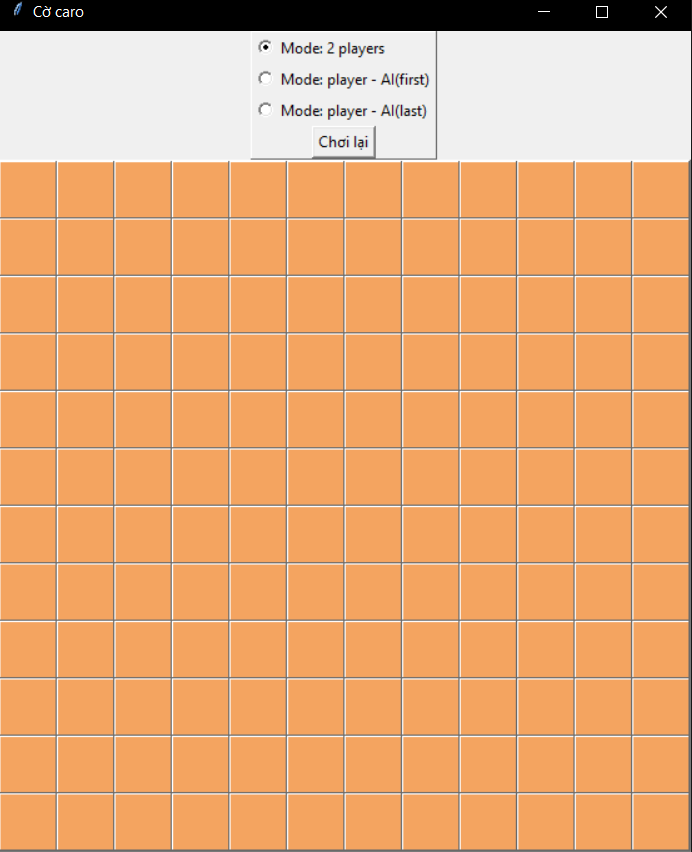 Cờ caro
Mode: 2 players
Mode: player - AI(first)
Mode: player - AI(last)
Chơi lại